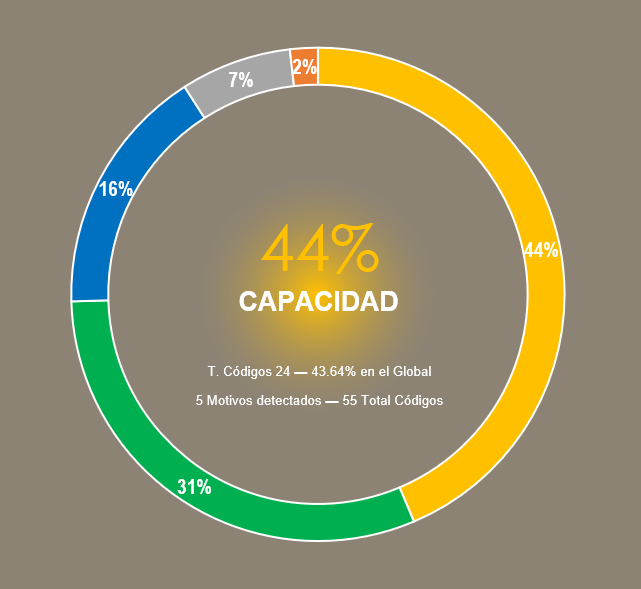 2%
7%
16%
44%
44%
CAPACIDAD
T. Códigos 24 — 43.64% en el Global
5 Motivos detectados — 55 Total Códigos
31%